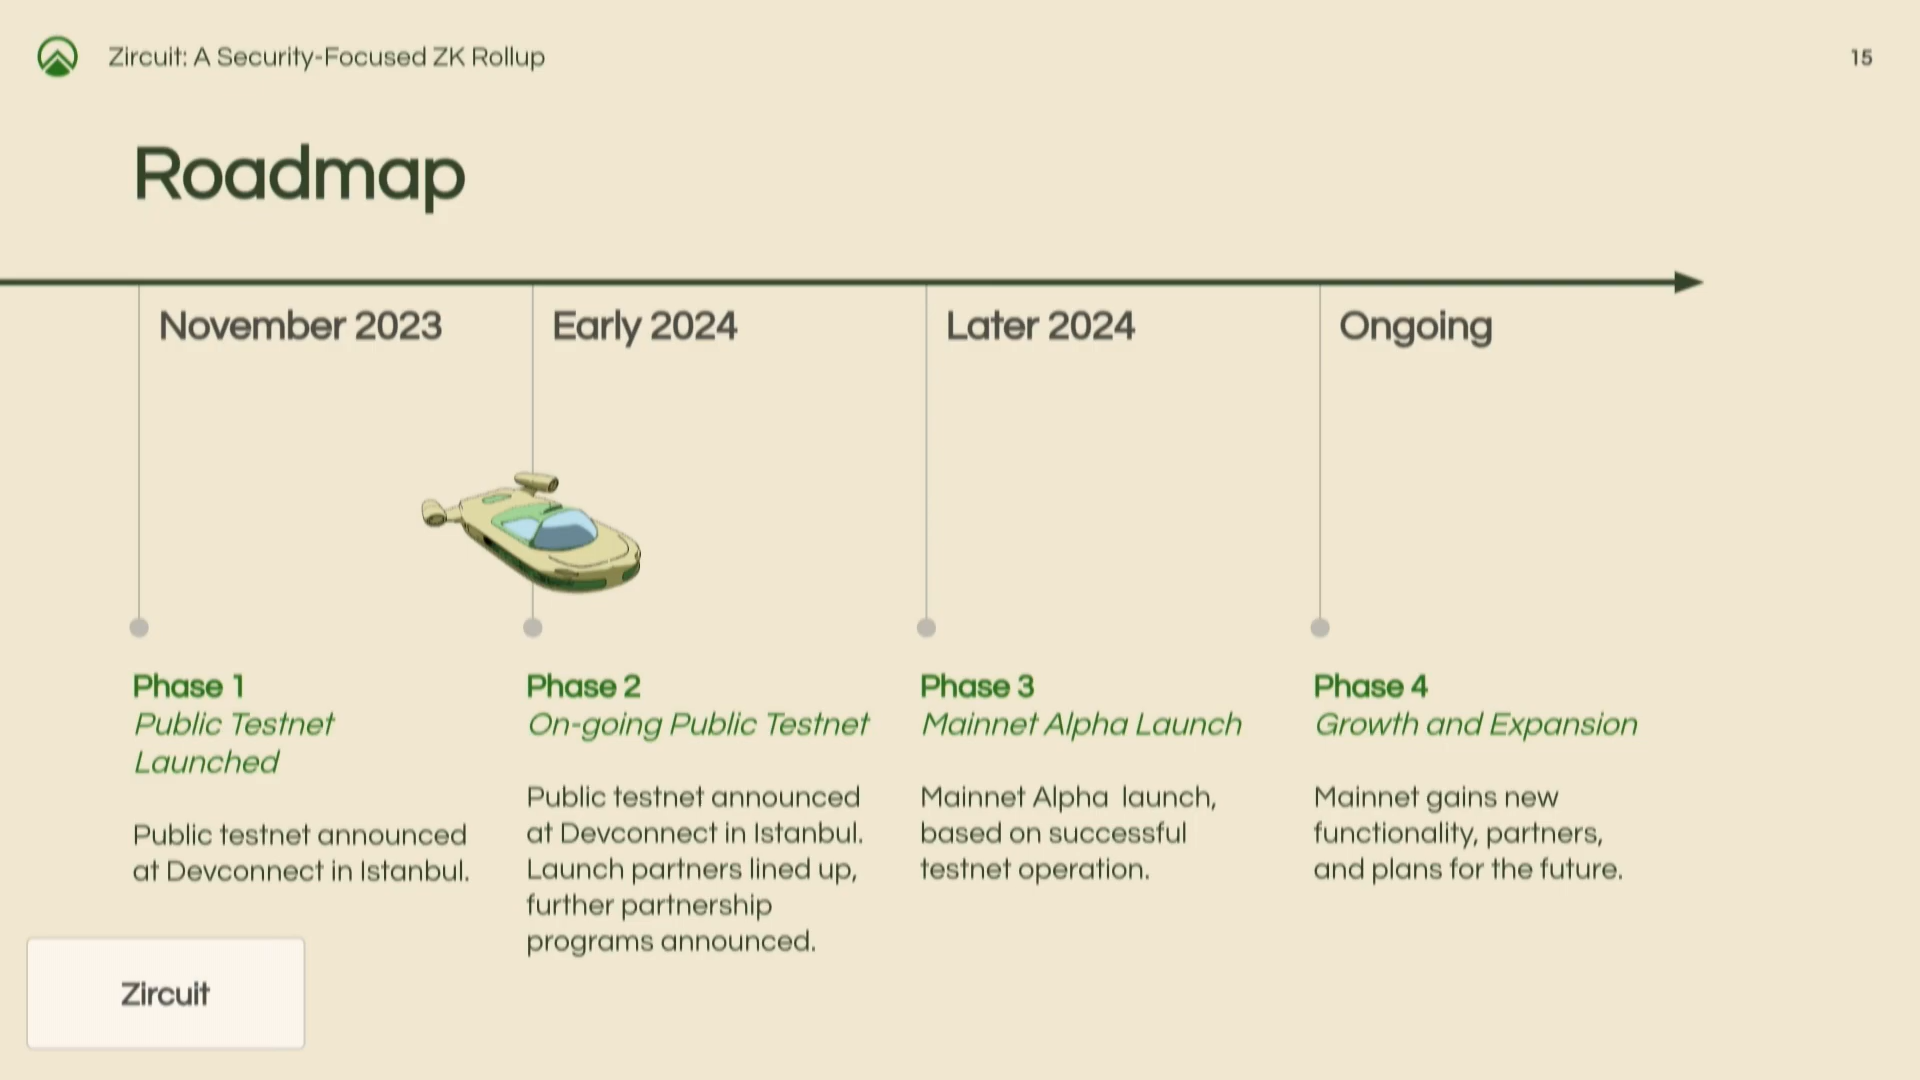 Zircuit: A Security-Focused ZK Rollup
15
Roadmap
November 2023
Early 2024
Later 2024
Ongoing
Phase 1
Public Testnet
Launched
Public testnet announced
at Devconnect in Istanbul.
Phase 2
On-going Public Testnet
Public testnet announced
at Devconnect in Istanbul.
Launch partners lined up,
further partnership
programs announced.
Phase 3
Mainnet Alpha Launch
Mainnet Alpha  launch,
based on successful
testnet operation.
Phase 4
Growth and Expansion
Mainnet gains new
functionality, partners,
and plans for the future.
Zircuit